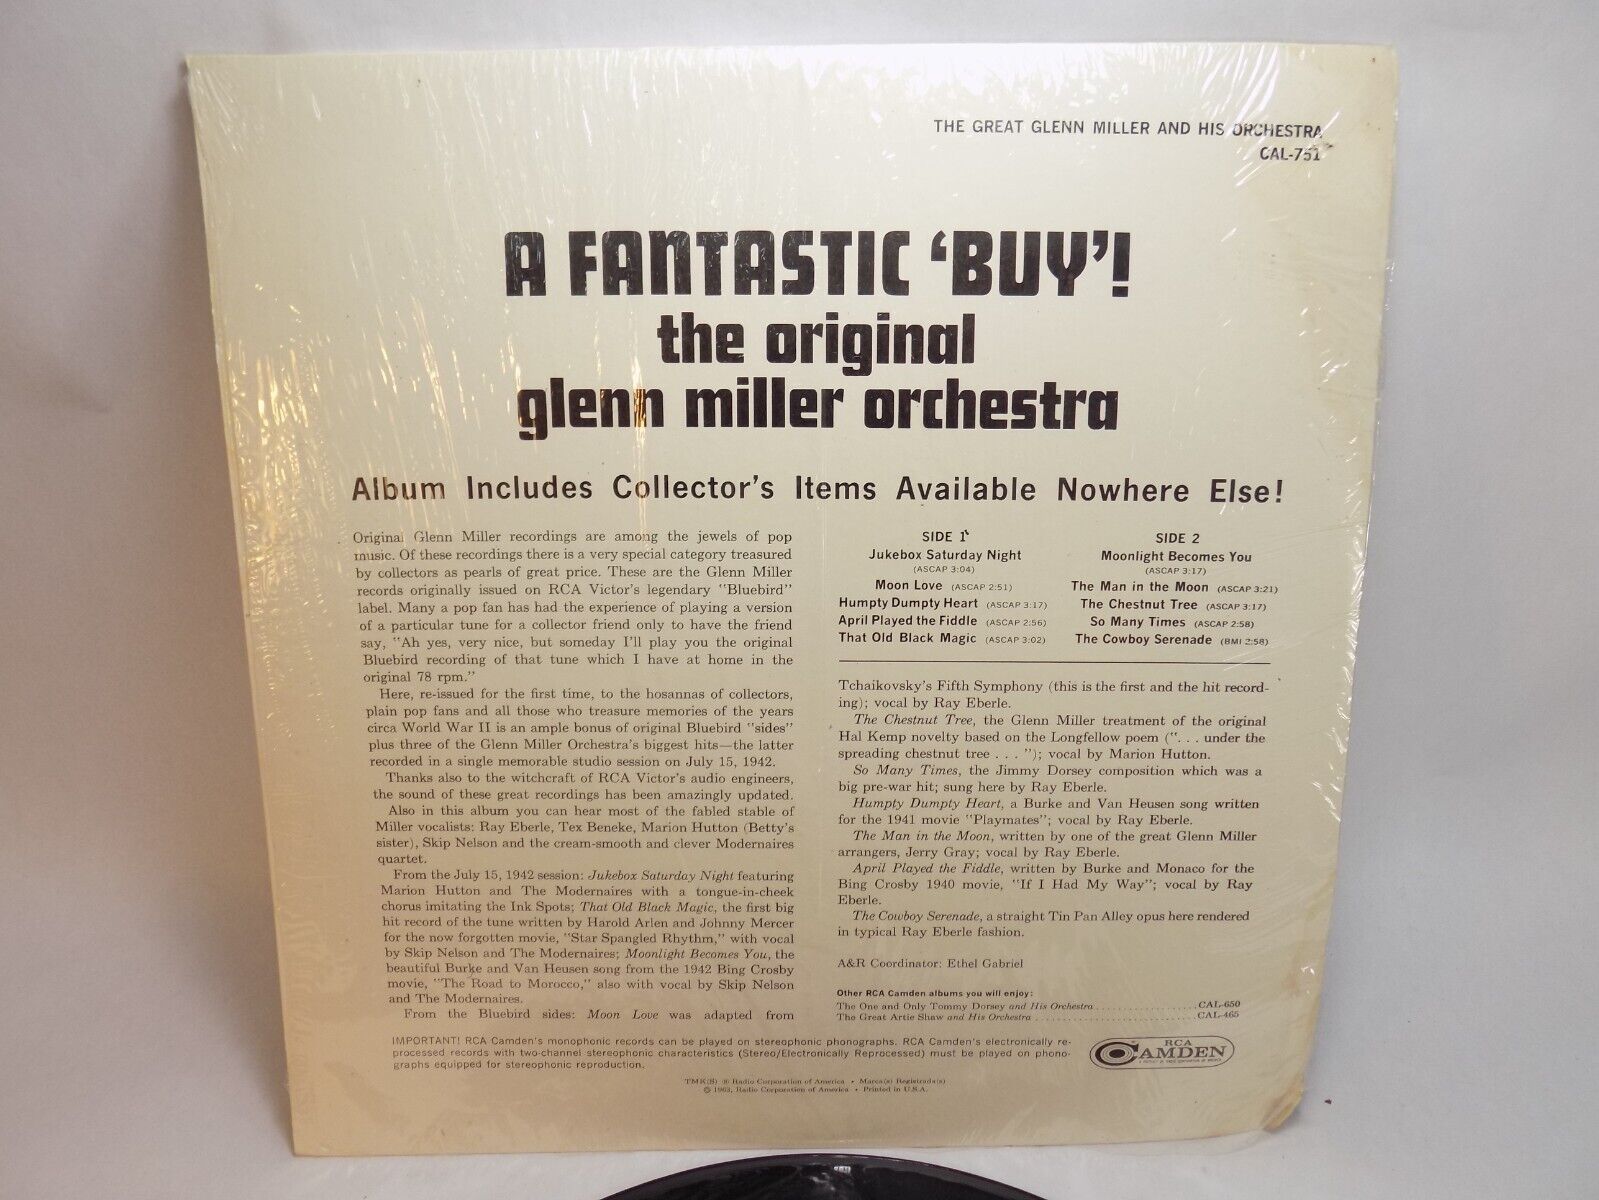 THE GREAT GLENN MILLER AND HIS ORCHESTRA
CAL-751
A FANTASTIC 'BUY'!
the original
glenn miller orchestra
Album Includes Collector's Items Available Nowhere Else!
Original Glenn Miller recordings are among the jewels of pop
music. Of these recordings there is a very special category treasured
by collectors as pearls of great price. These are the Glenn Miller
records originally issued on RCA Victor's legendary "Bluebird"
label. Many a pop fan has had the experience of playing a version
of a particular tune for a collector friend only to have the friend
say, "Ah yes, very nice, but someday I'll play you the original
Bluebird recording of that tune which I have at home in the
original 78 rpm."
Here, re-issued for the first time, to the hosannas of collectors,
plain pop fans and all those who treasure memories of the years
circa World War II is an ample bonus of original Bluebird "sides"
plus three of the Glenn Miller Orchestra's biggest hits—the latter
recorded in a single memorable studio session on July 15, 1942.
Thanks also to the witchcraft of RCA Victor's audio engineers,
the sound of these great recordings has been amazingly updated.
Also in this album you can hear most of the fabled stable of
Miller vocalists: Ray Eberle, Tex Beneke, Marion Hutton (Betty's
sister), Skip Nelson and the cream-smooth and clever Modernaires
quartet.
From the July 15, 1942 session: Jukebox Saturday Night featuring
Marion Hutton and The Modernaires with a tongue-in-cheek
chorus imitating the Ink Spots; That Old Black Magic, the first big
hit record of the tune written by Harold Arlen and Johnny Mercer
for the now forgotten movie, "Star Spangled Rhythm," with vocal
by Skip Nelson and The Modernaires; Moonlight Becomes You, the
beautiful Burke and Van Heusen song from the 1942 Bing Crosby
movie, "The Road to Morocco," also with vocal by Skip Nelson
and The Modernaires.
From the Bluebird sides: Moon Love was adapted from
SIDE 1
Jukebox Saturday Night
(ASCAP 3:04)
Moon Love (ASCAP 2:51)
Humpty Dumpty Heart (ASCAP 3:17)
April Played the Fiddle (ASCAP 2:56)
That Old Black Magic (ASCAP 3:02)
SIDE 2
Moonlight Becomes You
(ASCAP 3:17)
The Man in the Moon (ASCAP 3:21)
The Chestnut Tree (ASCAP 3:17)
So Many Times (ASCAP 2:58)
The Cowboy Serenade (BMI 2:58)
Tchaikovsky's Fifth Symphony (this is the first and the hit record-
ing); vocal by Ray Eberle.
The Chestnut Tree, the Glenn Miller treatment of the original
Hal Kemp novelty based on the Longfellow poem (". . . under the
spreading chestnut tree . . . "); vocal by Marion Hutton.
So Many Times, the Jimmy Dorsey composition which was a
big pre-war hit; sung here by Ray Eberle.
Humpty Dumpty Heart, a Burke and Van Heusen song written
for the 1941 movie "Playmates"; vocal by Ray Eberle.
The Man in the Moon, written by one of the great Glenn Miller
arrangers, Jerry Gray; vocal by Ray Eberle.
April Played the Fiddle, written by Burke and Monaco for the
Bing Crosby 1940 movie, "If I Had My Way"; vocal by Ray
Eberle.
The Cowboy Serenade, a straight Tin Pan Alley opus here rendered
in typical Ray Eberle fashion.
A&R Coordinator: Ethel Gabriel
Other RCA Camden albums you will enjoy:
The One and Only Tommy Dorsey and His Orchestra . . . . . . . . . . . . . . . . . . CAL-650
The Great Artie Shaw and His Orchestra . . . . . . . . . . . . . . . . . . . . . . . . . . . . CAL-465
IMPORTANT! RCA Camden's monophonic records can be played on stereophonic phonographs. RCA Camden's electronically re-
processed records with two-channel stereophonic characteristics (Stereo/Electronically Reprocessed) must be played on phono-
graphs equipped for stereophonic reproduction.
RCA
CAMDEN
TMK(S) ® Radio Corporation of America • Marca(s) Registrada(s)
© 1963, Radio Corporation of America • Printed in U.S.A.